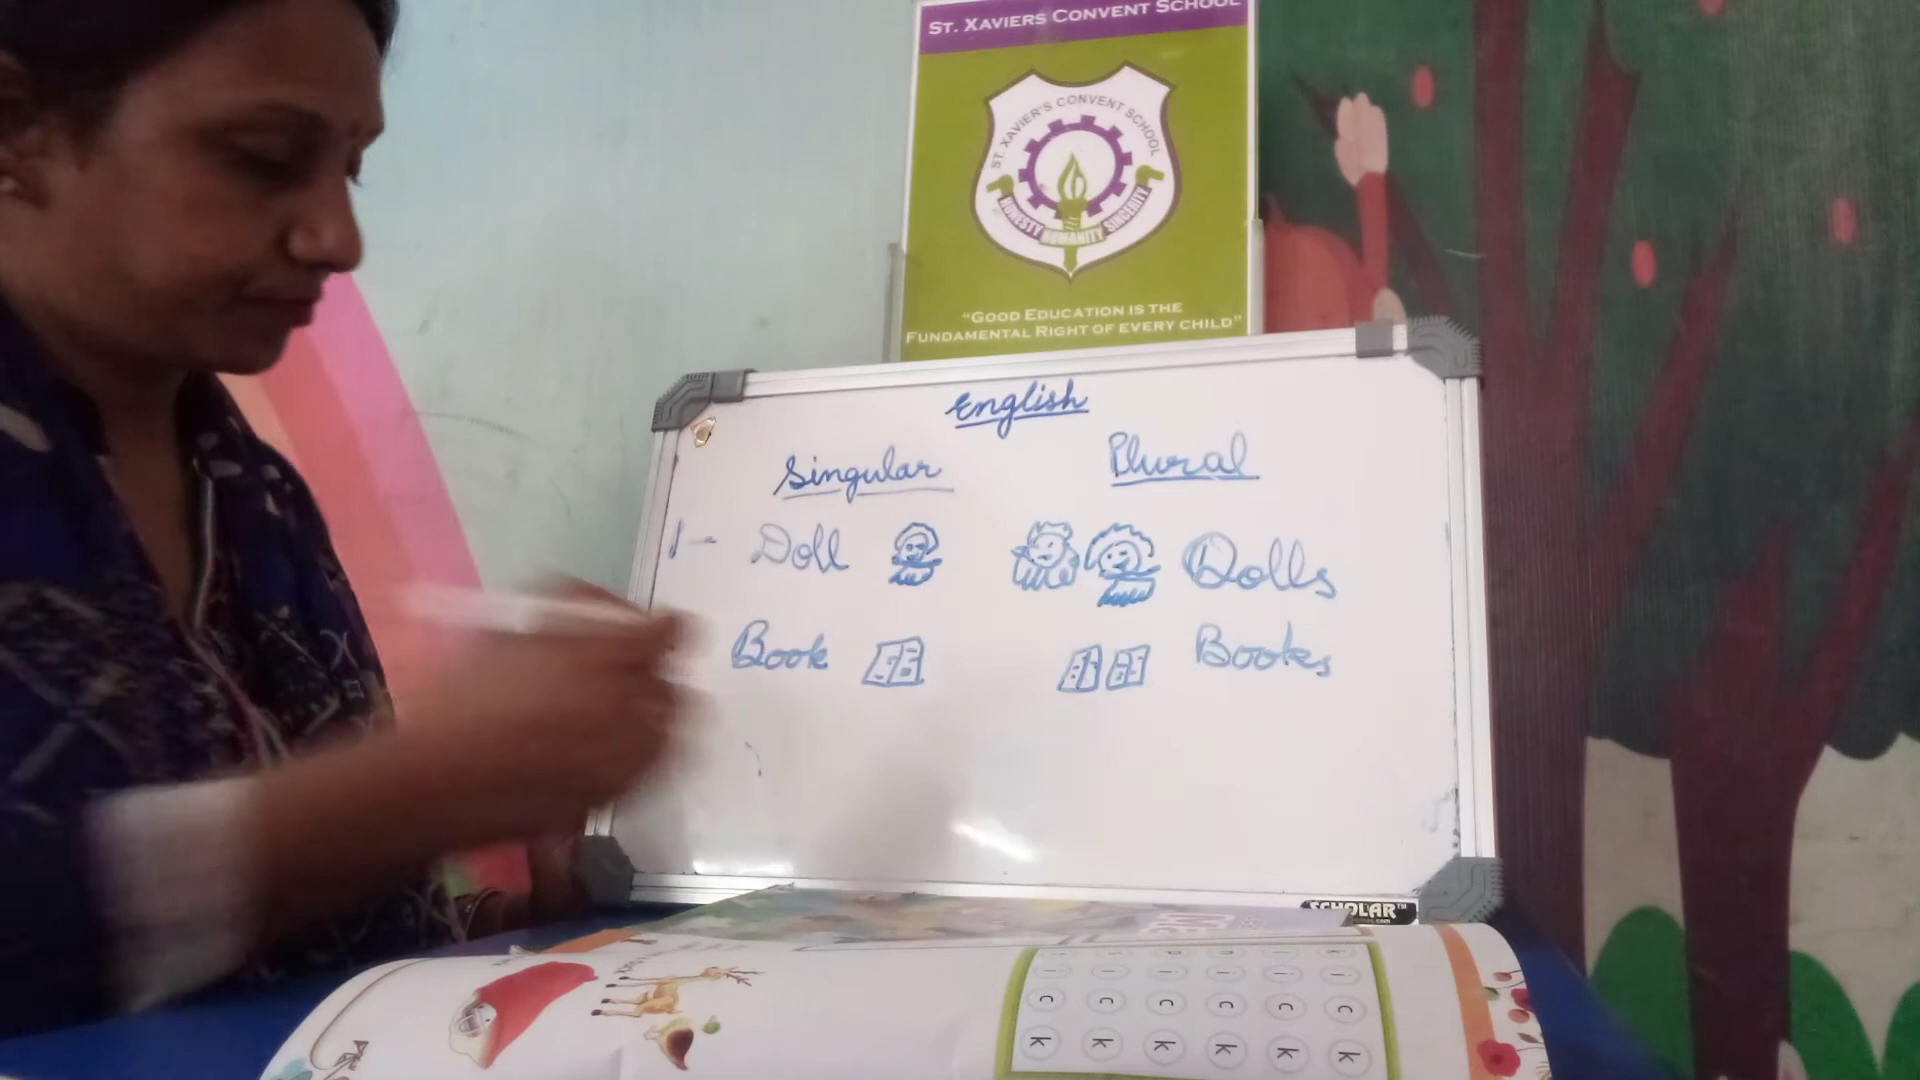 ST. XAVIERS CONVENT SCHOOL
ST. XAVIER'S CONVENT SCHOOL
HONESTY HUMANITY SINCERITY
“GOOD EDUCATION IS THE
FUNDAMENTAL RIGHT OF EVERY CHILD”
English
Singular Plural
1- Doll Dolls
Book Books
SCHOLAR™
i i i i i i
c c c c c c
k k k k k k